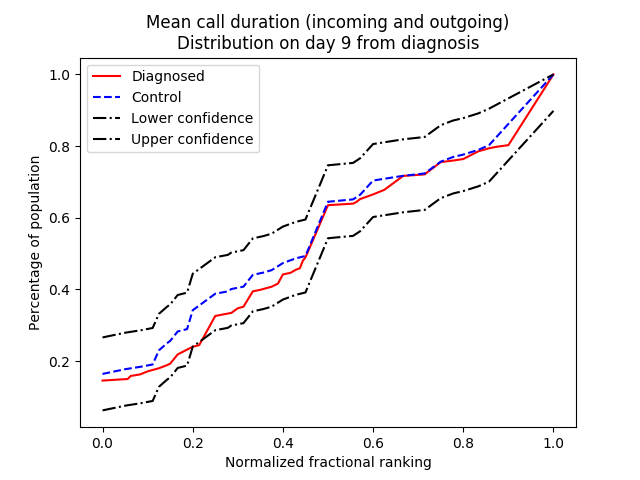 Mean call duration (incoming and outgoing)
Distribution on day 9 from diagnosis
Diagnosed
Control
Lower confidence
Upper confidence
Percentage of population
1.0
0.8
0.6
0.4
0.2
0.0 0.2 0.4 0.6 0.8 1.0
Normalized fractional ranking